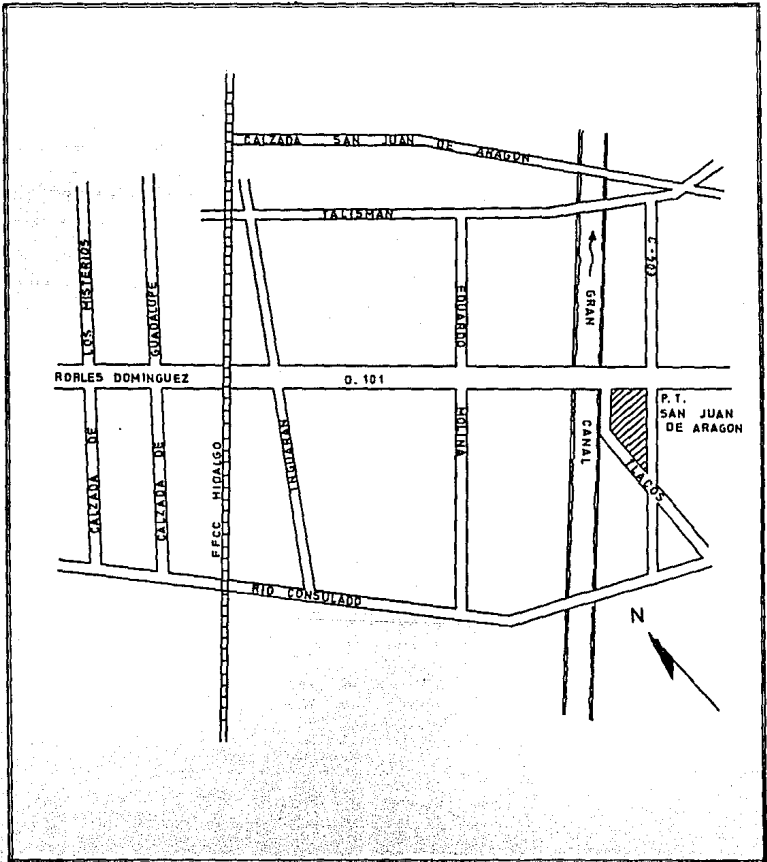 CALZADA SAN JUAN DE ARAGON
TALISMAN
CALZADA DE LOS MISTERIOS
CALZADA DE GUADALUPE
EDUARDO MOLINA
GRAN CANAL
ROBLES DOMINGUEZ
O. 101
P. T.
SAN JUAN
DE ARAGON
INGUARAN
FFCC HIDALGO
TLACOS
RIO CONSULADO
N